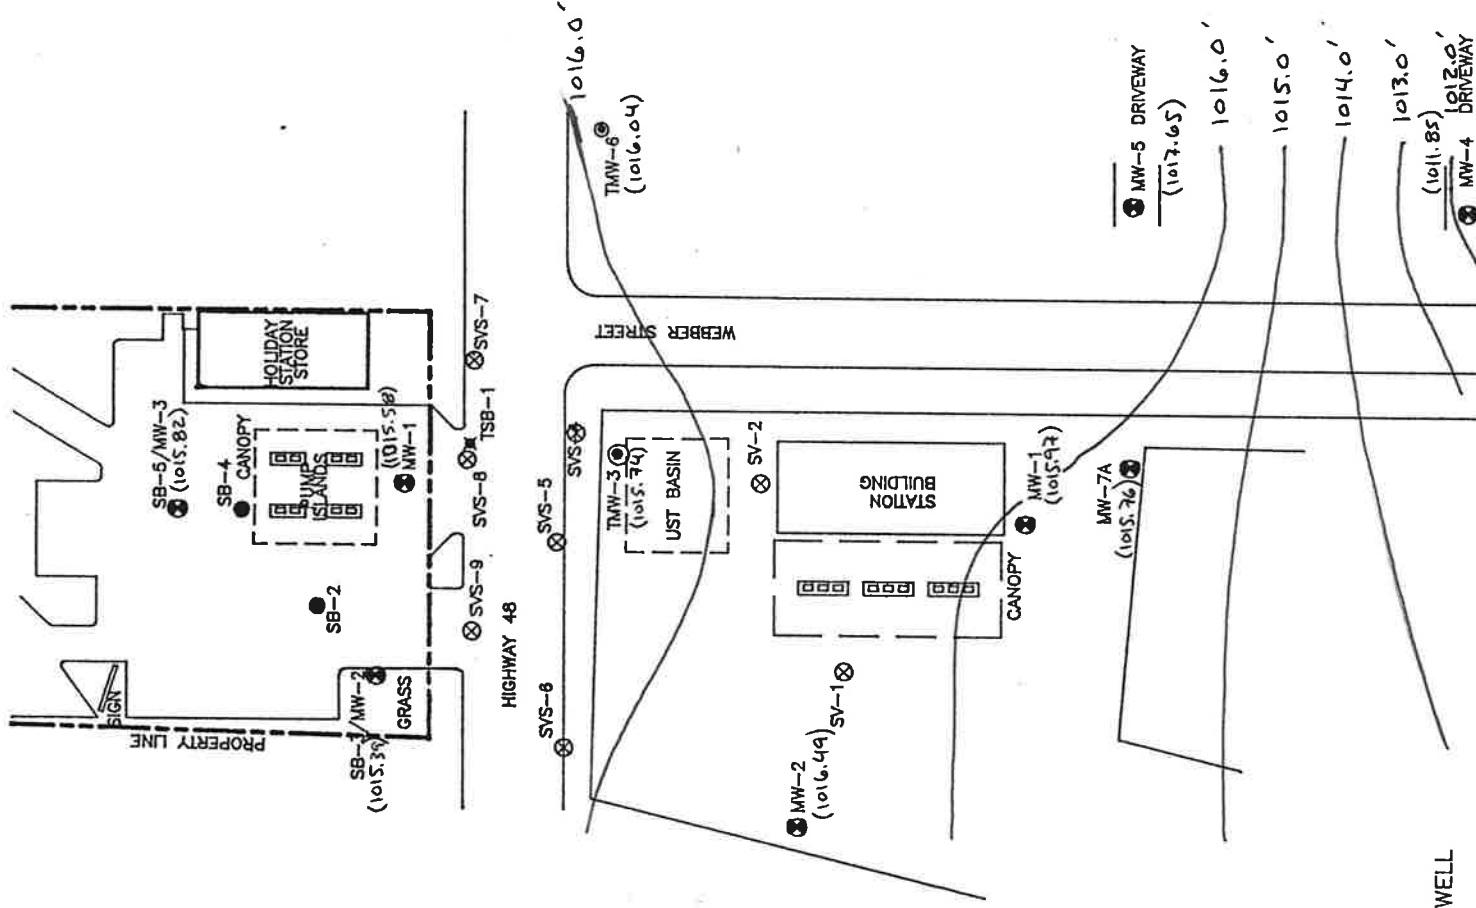 1016.0'
TMW-6
(1016.04)
HOLIDAY
STATION
STORE
SVS-7
SB-5/MW-3
(1015.82)
CANOPY
SB-4
PUMP
ISLANDS
(1015.58)
MW-1
TSB-1
SVS-8
SVS-9
SB-2
SIGN
PROPERTY LINE
GRASS
(1015.39)
HIGHWAY 48
SVS-5
SVS-6
SVS
WEBBER STREET
TMW-3
(1015.74)
UST BASIN
SV-2
STATION
BUILDING
CANOPY
SV-1
MW-2
(1016.49)
MW-1
(1015.97)
MW-7A
(1015.76)
MW-5 DRIVEWAY
(1017.65)
1016.0'
1015.0'
1014.0'
1013.0'
1012.0'
(1011.85)
MW-4 DRIVEWAY
WELL